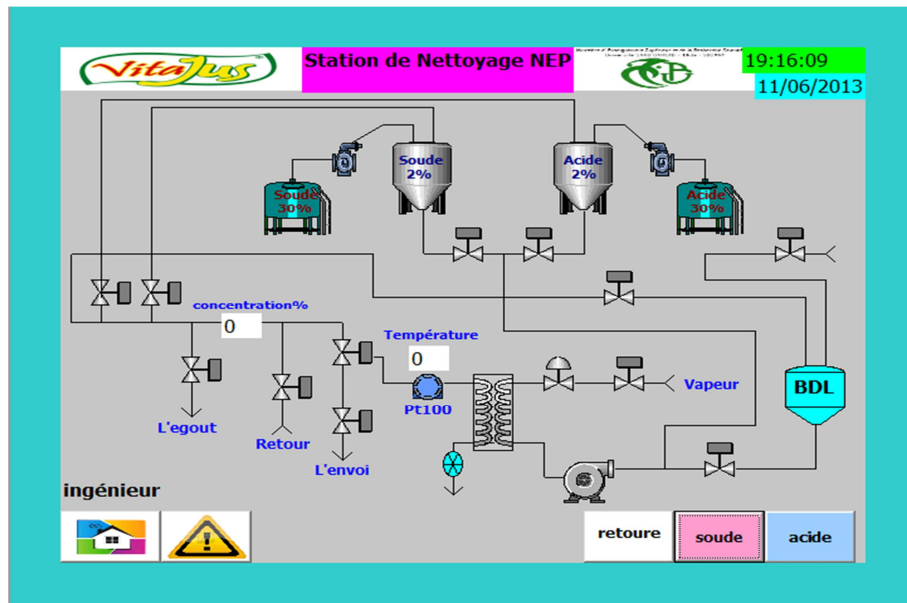 VitaJus
Station de Nettoyage NEP
19:16:09
11/06/2013
Soude
2%
Acide
2%
Soude
30%
Acide
30%
concentration%
0
Température
0
Pt100
Vapeur
BDL
L'egout
Retour
L'envoi
ingénieur
retoure
soude
acide